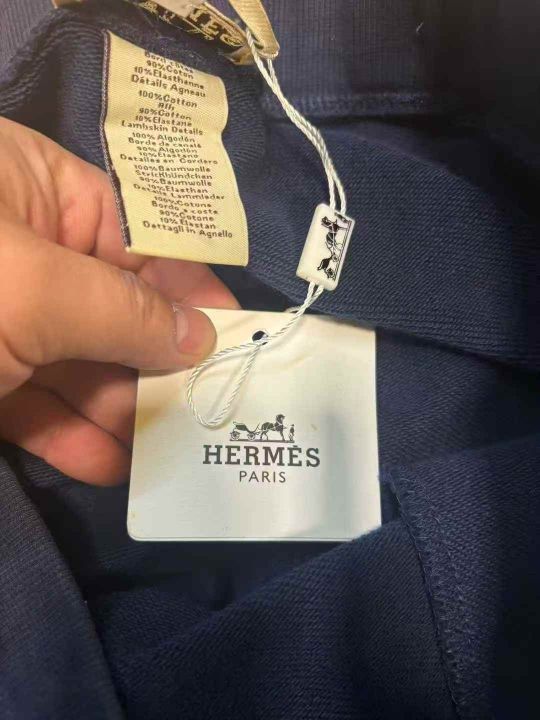 90%Coton
10%Elasthanne
Détails Agneau
100%Cotton
90%Cotton
10%Elastane
Lambskin Details
100% Algodón
Borde de canalé
90% Algodón
10% Elastano
Detalles en Cordero
100%Baumwolle
Strickbündchen
90%Baumwolle
10%Elasthan
Details Lammleder
100%Cotone
Bordo a coste
90%Cotone
10% Elastan
Dettagli in Agnello
HERMÈS
PARIS